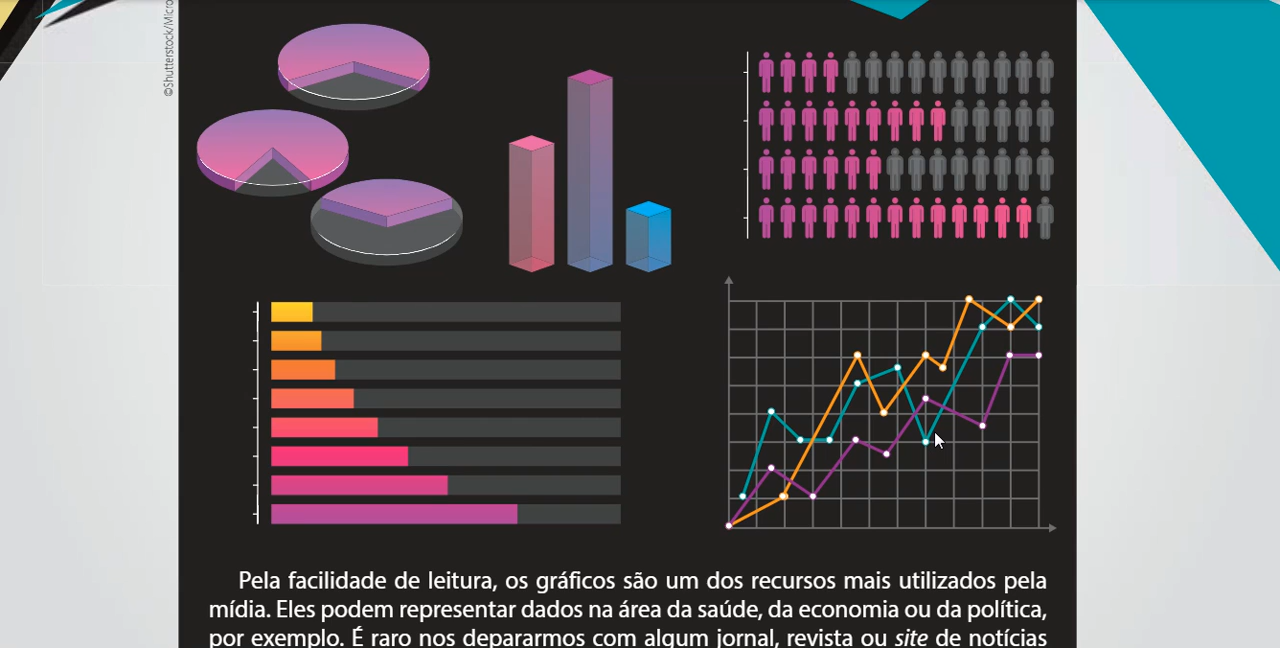 ©Shutterstock/Micro
Pela facilidade de leitura, os gráficos são um dos recursos mais utilizados pela
mídia. Eles podem representar dados na área da saúde, da economia ou da política,
por exemplo. É raro nos depararmos com algum jornal, revista ou site de notícias